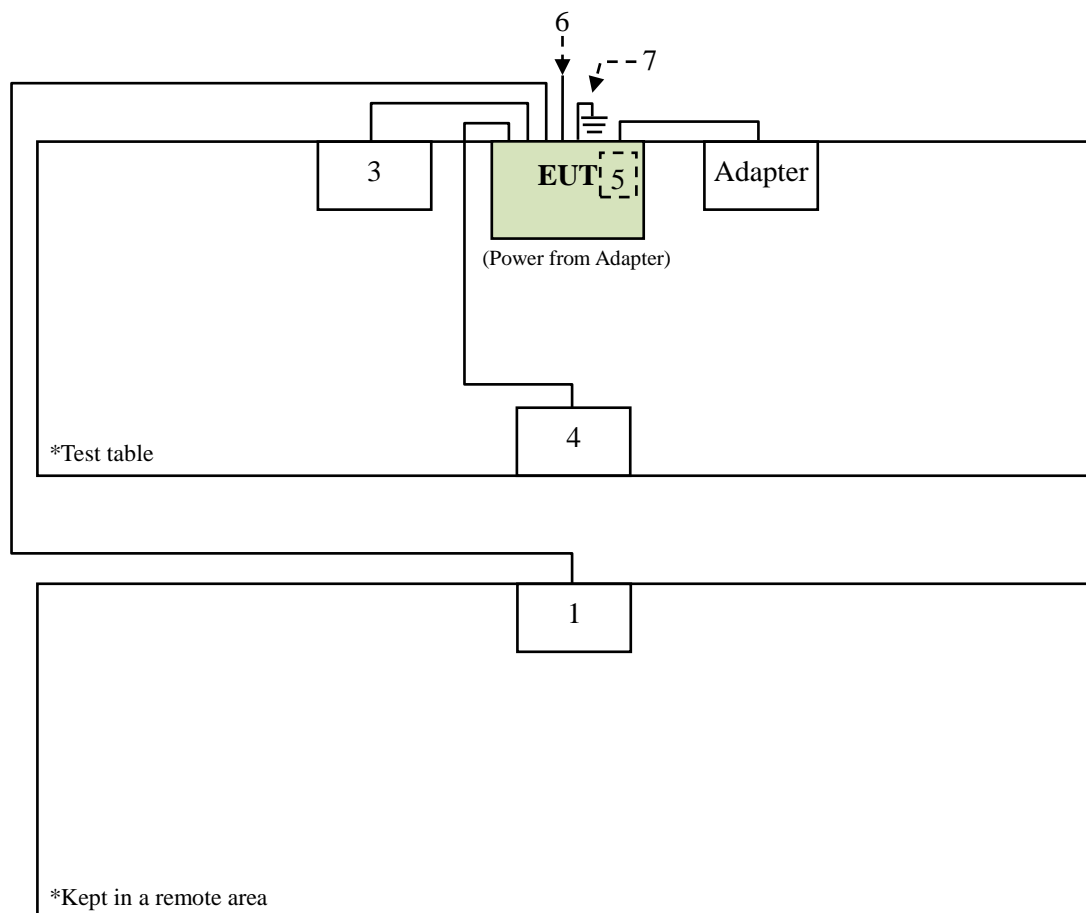 6
7
3
EUT 5
Adapter
(Power from Adapter)
4
*Test table
1
*Kept in a remote area